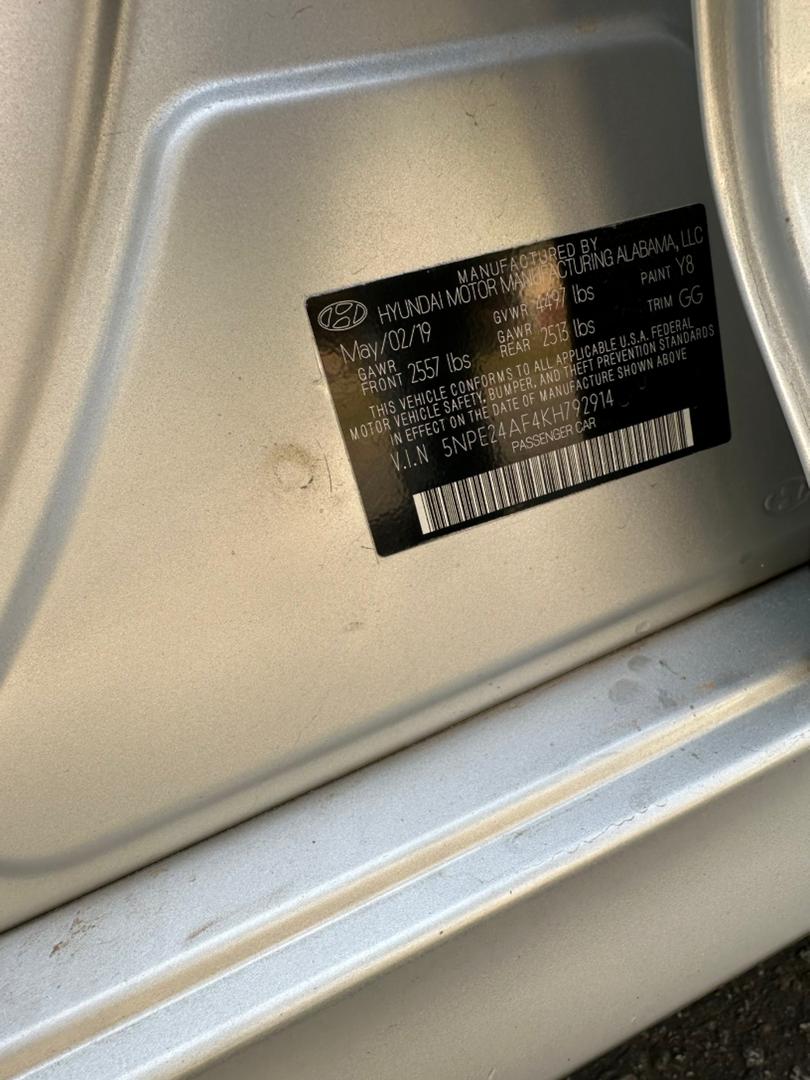 MANUFACTURED BY
HYUNDAI MOTOR MANUFACTURING ALABAMA, LLC
May/02/19 GVWR 4497 lbs PAINT Y8
GAWR FRONT 2557 lbs GAWR REAR 2513 lbs TRIM GG
THIS VEHICLE CONFORMS TO ALL APPLICABLE U.S.A. FEDERAL
MOTOR VEHICLE SAFETY, BUMPER, AND THEFT PREVENTION STANDARDS
IN EFFECT ON THE DATE OF MANUFACTURE SHOWN ABOVE
V.I.N 5NPE24AF4KH792914
PASSENGER CAR